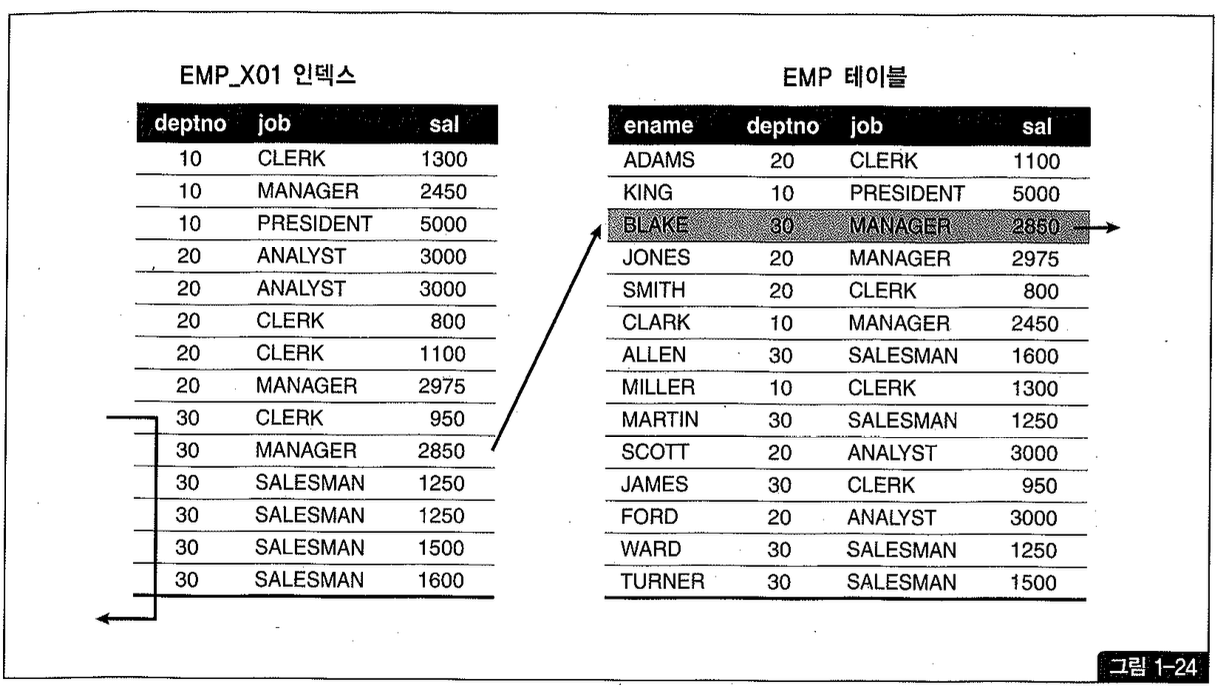 EMP_X01 인덱스
deptno job sal
10 CLERK 1300
10 MANAGER 2450
10 PRESIDENT 5000
20 ANALYST 3000
20 ANALYST 3000
20 CLERK 800
20 CLERK 1100
20 MANAGER 2975
30 CLERK 950
30 MANAGER 2850
30 SALESMAN 1250
30 SALESMAN 1250
30 SALESMAN 1500
30 SALESMAN 1600
EMP 테이블
ename deptno job sal
ADAMS 20 CLERK 1100
KING 10 PRESIDENT 5000
BLAKE 30 MANAGER 2850
JONES 20 MANAGER 2975
SMITH 20 CLERK 800
CLARK 10 MANAGER 2450
ALLEN 30 SALESMAN 1600
MILLER 10 CLERK 1300
MARTIN 30 SALESMAN 1250
SCOTT 20 ANALYST 3000
JAMES 30 CLERK 950
FORD 20 ANALYST 3000
WARD 30 SALESMAN 1250
TURNER 30 SALESMAN 1500
그림 1-24